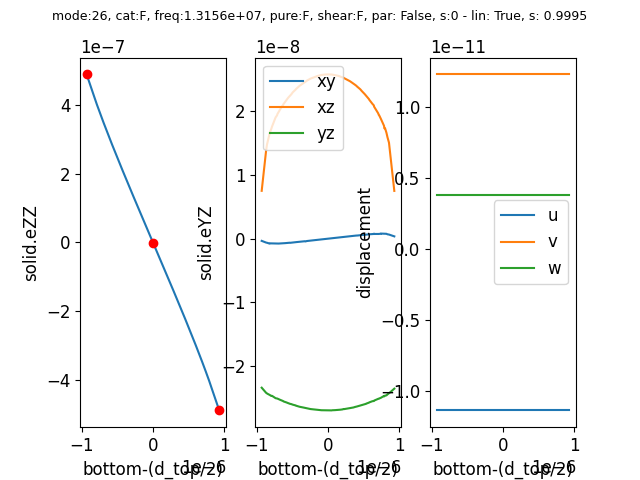 mode:26, cat:F, freq:1.3156e+07, pure:F, shear:F, par: False, s:0 - lin: True, s: 0.9995
1e−7
1e−8
1e−11
4
2
0
−2
−4
solid.eZZ
−1
0
1
1e−6
bottom-(d_top/2)
2
1
0
−1
−2
solid.eYZ
xy
xz
yz
−1
0
1
1e−6
bottom-(d_top/2)
1.0
0.5
0.0
−0.5
−1.0
displacement
u
v
w
−1
0
1
1e−6
bottom-(d_top/2)